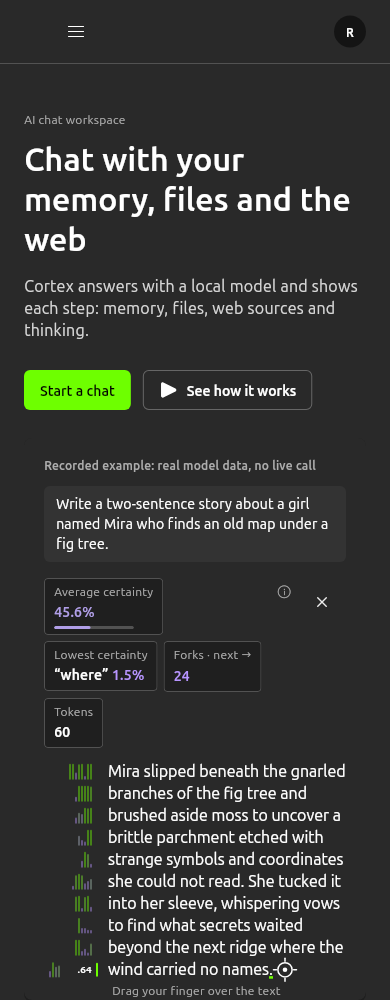 R
AI chat workspace
Chat with your
memory, files and the
web
Cortex answers with a local model and shows
each step: memory, files, web sources and
thinking.
Start a chat
See how it works
Recorded example: real model data, no live call
Write a two-sentence story about a girl
named Mira who finds an old map under a
fig tree.
Average certainty
45.6%
Lowest certainty
“where” 1.5%
Forks · next →
24
Tokens
60
Mira slipped beneath the gnarled
branches of the fig tree and
brushed aside moss to uncover a
brittle parchment etched with
strange symbols and coordinates
she could not read. She tucked it
into her sleeve, whispering vows
to find what secrets waited
beyond the next ridge where the
.64 wind carried no names.
Drag your finger over the text